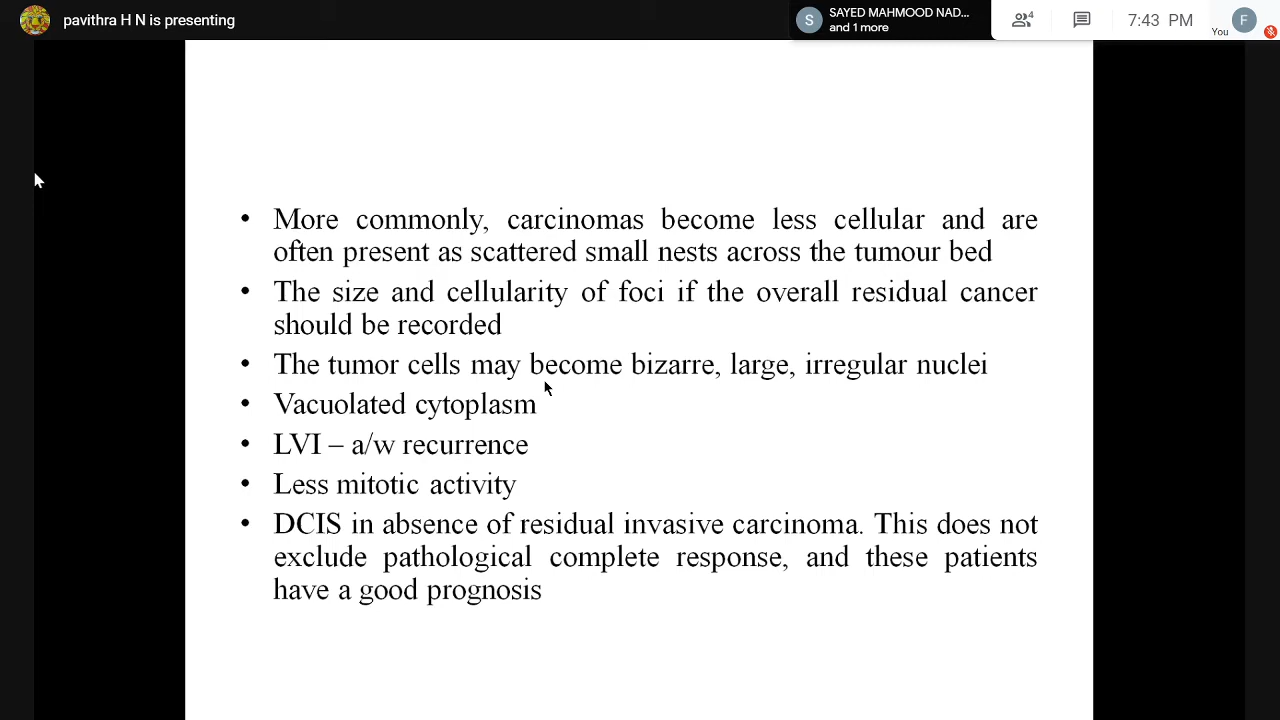 pavithra H N is presenting
S
SAYED MAHMOOD NAD...
and 1 more
4
7:43 PM
You
F
• More commonly, carcinomas become less cellular and are
often present as scattered small nests across the tumour bed
• The size and cellularity of foci if the overall residual cancer
should be recorded
• The tumor cells may become bizarre, large, irregular nuclei
• Vacuolated cytoplasm
• LVI – a/w recurrence
• Less mitotic activity
• DCIS in absence of residual invasive carcinoma. This does not
exclude pathological complete response, and these patients
have a good prognosis